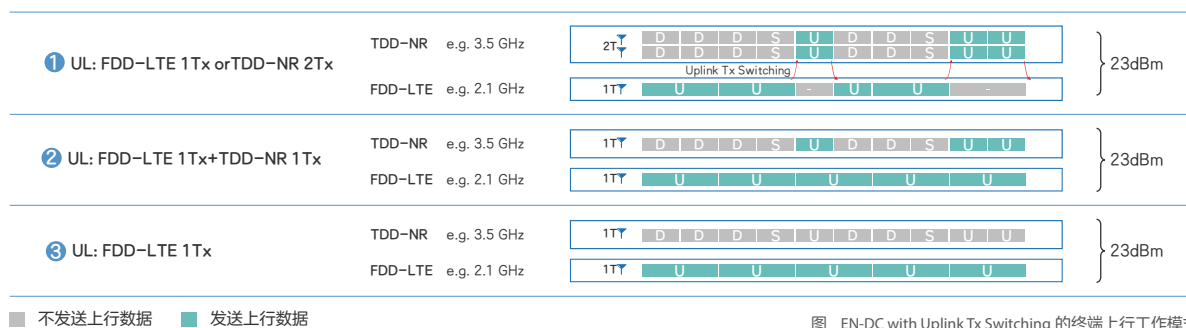 TDD-NR e.g. 3.5 GHz 2T D D D S U D D S U U
D D D S U D D S U U
❶ UL: FDD-LTE 1Tx orTDD-NR 2Tx 23dBm
Uplink Tx Switching
FDD-LTE e.g. 2.1 GHz 1T U U - U U -
TDD-NR e.g. 3.5 GHz 1T D D D S U D D S U U
❷ UL: FDD-LTE 1Tx+TDD-NR 1Tx 23dBm
FDD-LTE e.g. 2.1 GHz 1T U U U U U
TDD-NR e.g. 3.5 GHz 1T D D D S U D D S U U
❸ UL: FDD-LTE 1Tx 23dBm
FDD-LTE e.g. 2.1 GHz 1T U U U U U
不发送上行数据 发送上行数据
图 EN-DC with Uplink Tx Switching 的终端上行工作模